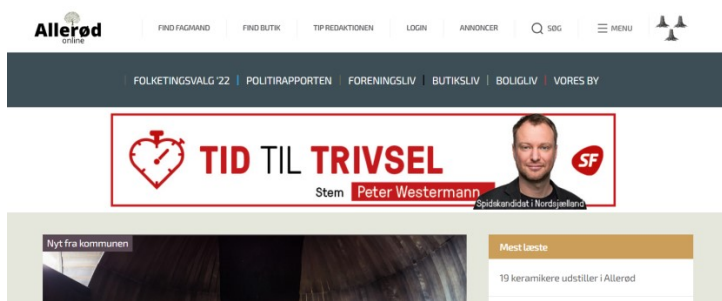 Allerød
online
FIND FAGMAND
FIND BUTIK
TIP REDAKTIONEN
LOGIN
ANNONCER
SØG
MENU
FOLKETINGSVALG '22
POLITIRAPPORTEN
FORENINGSLIV
BUTIKSLIV
BOLIGLIV
VORES BY
TID TIL TRIVSEL
Stem Peter Westermann
Spidskandidat i Nordsjælland
SF
Nyt fra kommunen
Mest læste
19 keramikere udstiller i Allerød